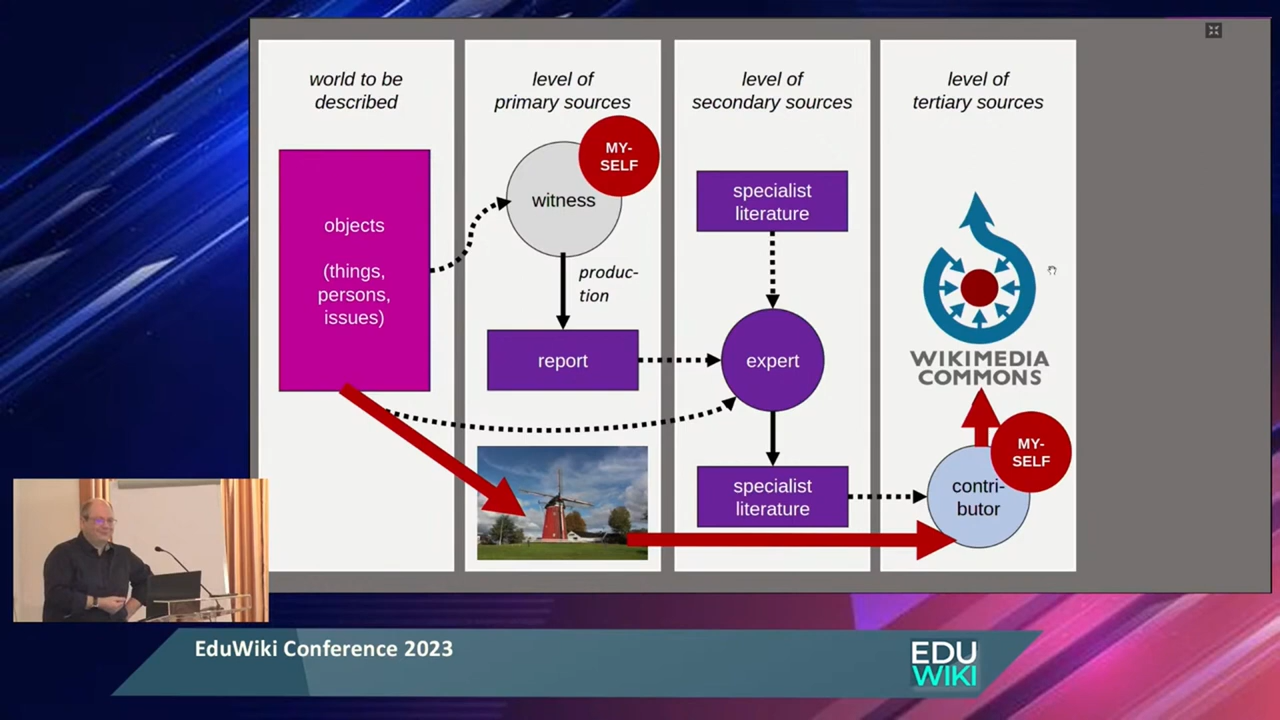 world to be
described
objects
(things,
persons,
issues)
level of
primary sources
MY-
SELF
witness
produc-
tion
report
level of
secondary sources
specialist
literature
expert
specialist
literature
level of
tertiary sources
WIKIMEDIA
COMMONS
MY-
SELF
contri-
butor
EduWiki Conference 2023
EDU
WIKI